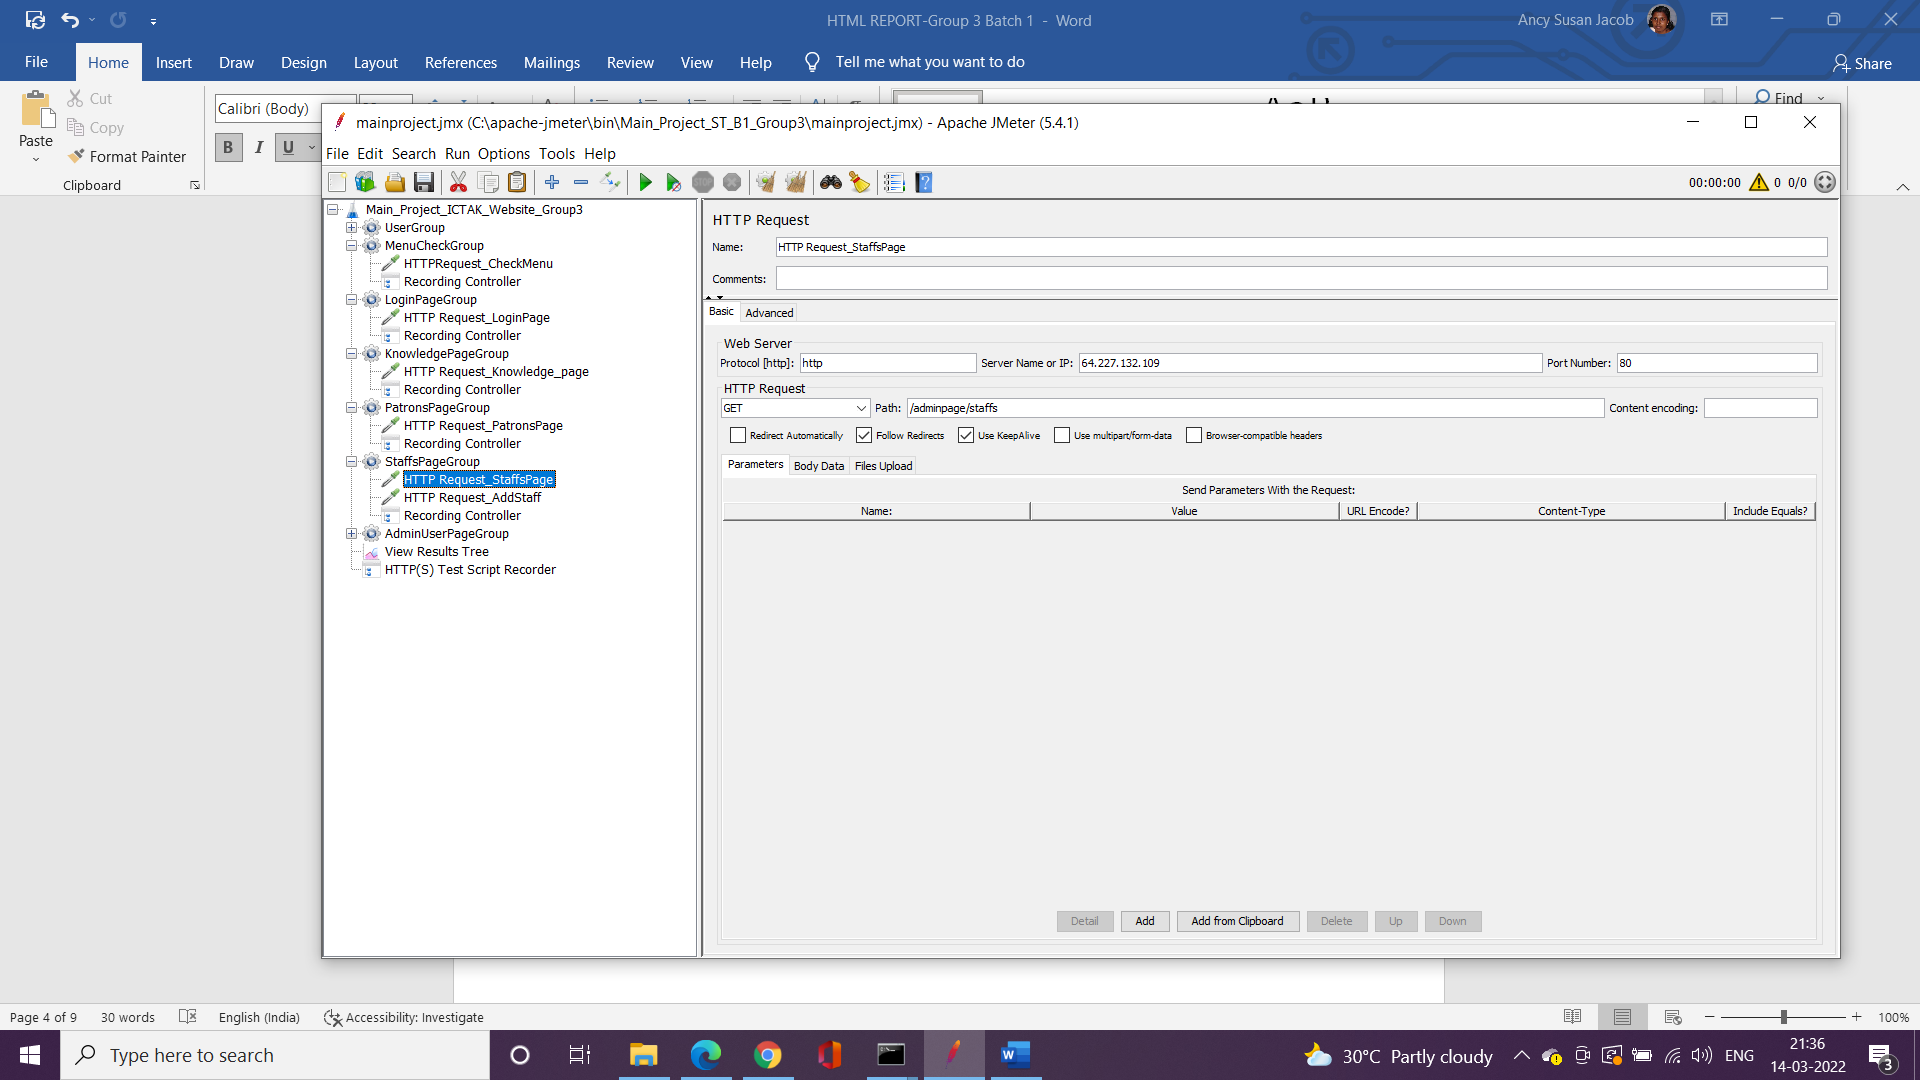 HTML REPORT-Group 3 Batch 1 - Word
Ancy Susan Jacob
File Home Insert Draw Design Layout References Mailings Review View Help Tell me what you want to do
Share
Paste
Cut
Copy
Format Painter
Clipboard
Calibri (Body)
B I U
Find
mainproject.jmx (C:\apache-jmeter\bin\Main_Project_ST_B1_Group3\mainproject.jmx) - Apache JMeter (5.4.1)
File Edit Search Run Options Tools Help
00:00:00 0 0/0
Main_Project_ICTAK_Website_Group3
UserGroup
MenuCheckGroup
HTTPRequest_CheckMenu
Recording Controller
LoginPageGroup
HTTP Request_LoginPage
Recording Controller
KnowledgePageGroup
HTTP Request_Knowledge_page
Recording Controller
PatronsPageGroup
HTTP Request_PatronsPage
Recording Controller
StaffsPageGroup
HTTP Request_StaffsPage
HTTP Request_AddStaff
Recording Controller
AdminUserPageGroup
View Results Tree
HTTP(S) Test Script Recorder
HTTP Request
Name: HTTP Request_StaffsPage
Comments:
Basic Advanced
Web Server
Protocol [http]: http Server Name or IP: 64.227.132.109 Port Number: 80
HTTP Request
GET Path: /adminpage/staffs Content encoding:
Redirect Automatically Follow Redirects Use KeepAlive Use multipart/form-data Browser-compatible headers
Parameters Body Data Files Upload
Send Parameters With the Request:
Name: Value URL Encode? Content-Type Include Equals?
Detail Add Add from Clipboard Delete Up Down
Page 4 of 9 30 words English (India) Accessibility: Investigate 100%
Type here to search
30°C Partly cloudy
ENG
21:36
14-03-2022
3